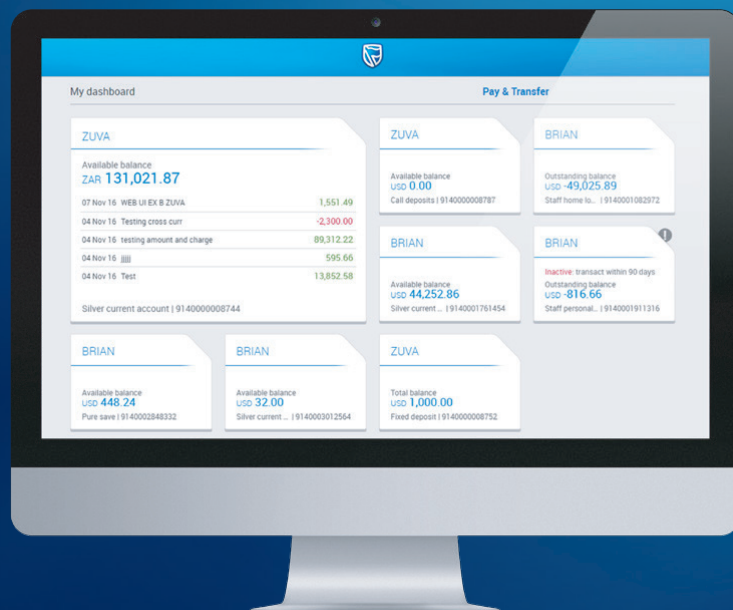 My dashboard
Pay & Transfer
ZUVA
Available balance
ZAR 131,021.87
07 Nov 16 WEB UI EX B ZUVA 1,551.49
04 Nov 16 Testing cross curr -2,300.00
04 Nov 16 testing amount and charge 89,312.22
04 Nov 16 jjjjj 595.66
04 Nov 16 Test 13,852.58
Silver current account | 9140000008744
ZUVA
Available balance
USD 0.00
Call deposits | 9140000008787
BRIAN
Outstanding balance
USD -49,025.89
Staff home lo... | 9140001082972
BRIAN
Available balance
USD 44,252.86
Silver current ... | 9140001761454
BRIAN
Inactive: transact within 90 days
Outstanding balance
USD -816.66
Staff personal... | 9140001911316
BRIAN
Available balance
USD 448.24
Pure save | 9140002848332
BRIAN
Available balance
USD 32.00
Silver current ... | 9140003012564
ZUVA
Total balance
USD 1,000.00
Fixed deposit | 9140000008752